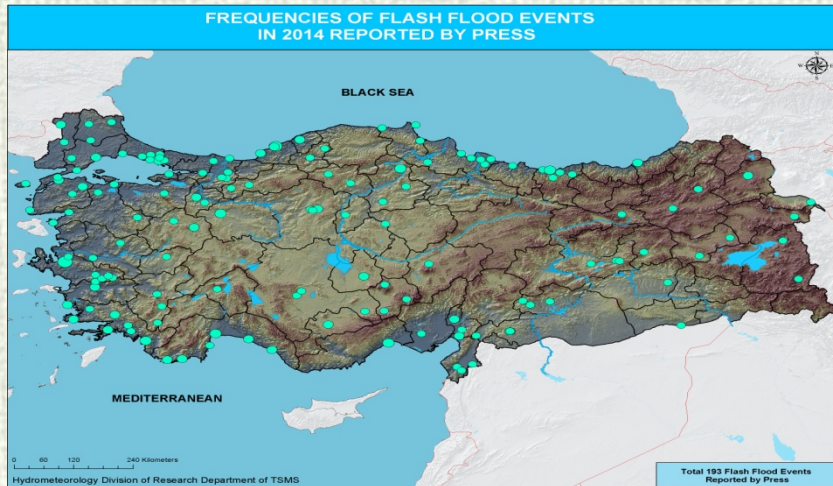 FREQUENCIES OF FLASH FLOOD EVENTS
IN 2014 REPORTED BY PRESS
BLACK SEA
MEDITERRANEAN
0 60 120 240 Kilometers
Hydrometeorology Division of Research Department of TSMS
Total 193 Flash Flood Events
Reported by Press